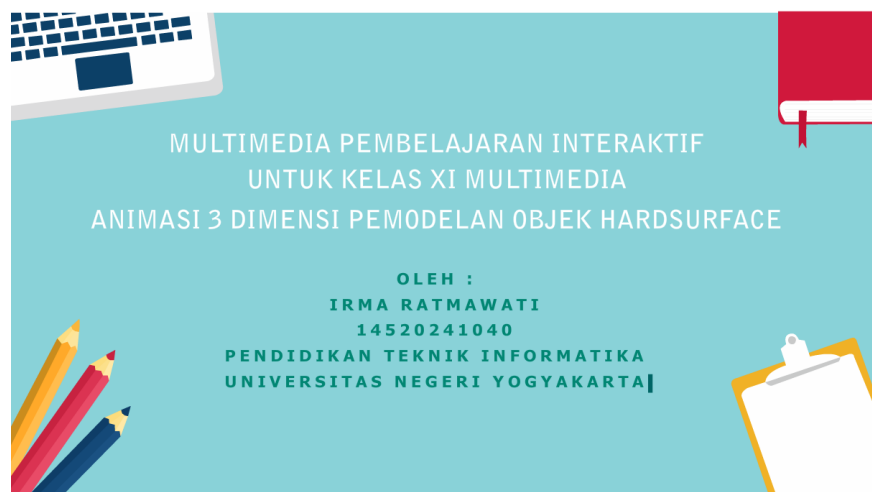 MULTIMEDIA PEMBELAJARAN INTERAKTIF
UNTUK KELAS XI MULTIMEDIA
ANIMASI 3 DIMENSI PEMODELAN OBJEK HARDSURFACE
OLEH :
IRMA RATMAWATI
14520241040
PENDIDIKAN TEKNIK INFORMATIKA
UNIVERSITAS NEGERI YOGYAKARTA